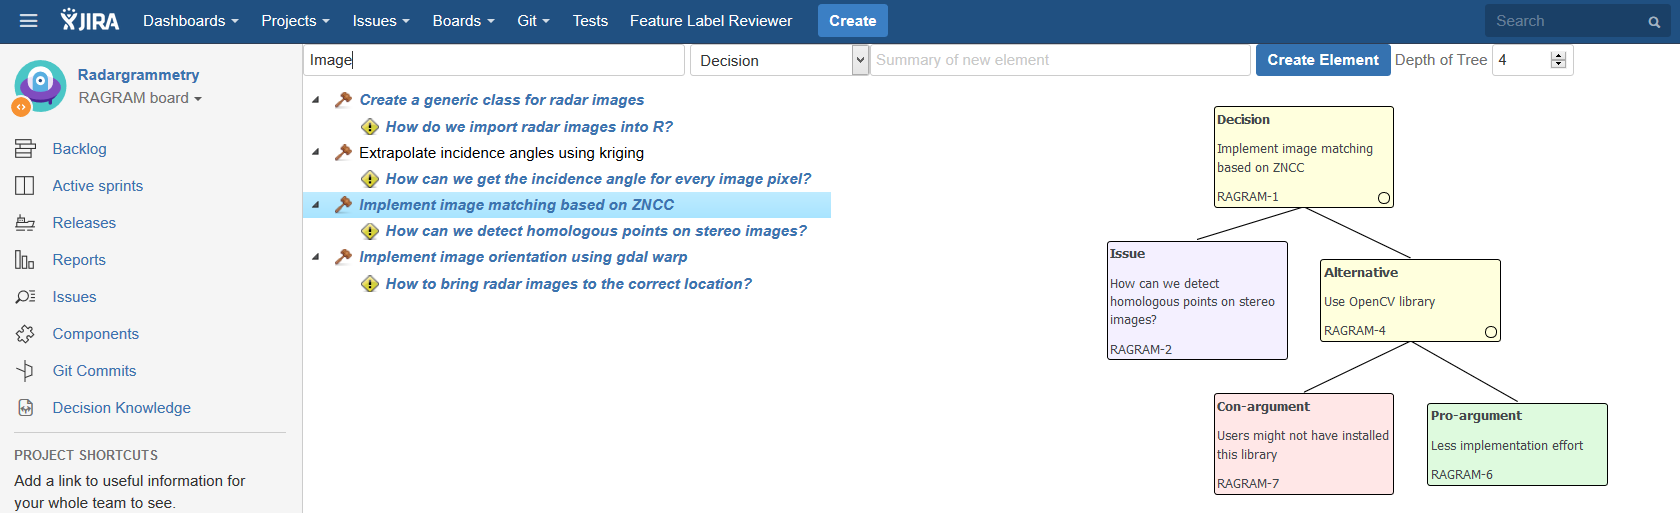 JIRA Dashboards Projects Issues Boards Git Tests Feature Label Reviewer Create Search
Radargrammetry
RAGRAM board
Backlog
Active sprints
Releases
Reports
Issues
Components
Git Commits
Decision Knowledge
PROJECT SHORTCUTS
Add a link to useful information for
your whole team to see.
Image Decision Summary of new element Create Element Depth of Tree 4
Create a generic class for radar images
How do we import radar images into R?
Extrapolate incidence angles using kriging
How can we get the incidence angle for every image pixel?
Implement image matching based on ZNCC
How can we detect homologous points on stereo images?
Implement image orientation using gdal warp
How to bring radar images to the correct location?
Decision
Implement image matching
based on ZNCC
RAGRAM-1
Issue
How can we detect
homologous points on stereo
images?
RAGRAM-2
Alternative
Use OpenCV library
RAGRAM-4
Con-argument
Users might not have installed
this library
RAGRAM-7
Pro-argument
Less implementation effort
RAGRAM-6